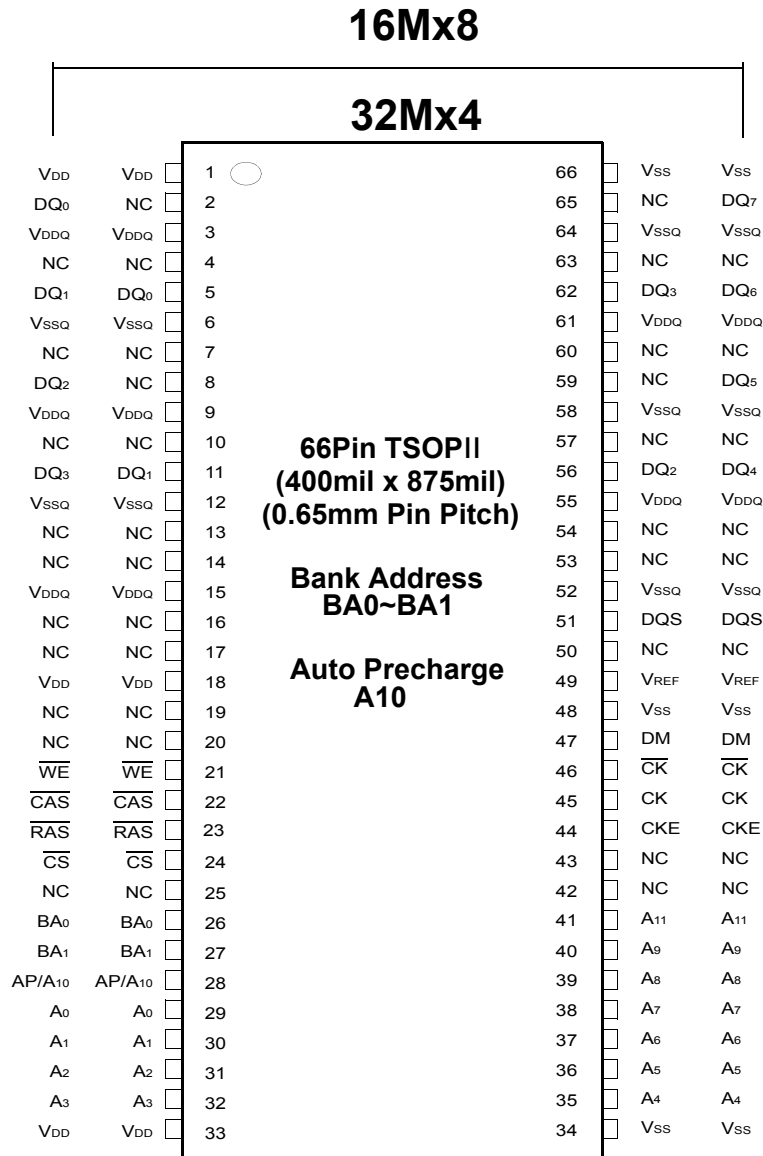 16Mx8
32Mx4
VDD VDD 1 66 VSS VSS
DQ0 NC 2 65 NC DQ7
VDDQ VDDQ 3 64 VSSQ VSSQ
NC NC 4 63 NC NC
DQ1 DQ0 5 62 DQ3 DQ6
VSSQ VSSQ 6 61 VDDQ VDDQ
NC NC 7 60 NC NC
DQ2 NC 8 59 NC DQ5
VDDQ VDDQ 9 58 VSSQ VSSQ
NC NC 10 57 NC NC
DQ3 DQ1 11 56 DQ2 DQ4
VSSQ VSSQ 12 55 VDDQ VDDQ
NC NC 13 54 NC NC
NC NC 14 53 NC NC
VDDQ VDDQ 15 52 VSSQ VSSQ
NC NC 16 51 DQS DQS
NC NC 17 50 NC NC
VDD VDD 18 49 VREF VREF
NC NC 19 48 VSS VSS
NC NC 20 47 DM DM
WE WE 21 46 CK CK
CAS CAS 22 45 CK CK
RAS RAS 23 44 CKE CKE
CS CS 24 43 NC NC
NC NC 25 42 NC NC
BA0 BA0 26 41 A11 A11
BA1 BA1 27 40 A9 A9
AP/A10 AP/A10 28 39 A8 A8
A0 A0 29 38 A7 A7
A1 A1 30 37 A6 A6
A2 A2 31 36 A5 A5
A3 A3 32 35 A4 A4
VDD VDD 33 34 VSS VSS
66Pin TSOPII
(400mil x 875mil)
(0.65mm Pin Pitch)
Bank Address
BA0~BA1
Auto Precharge
A10